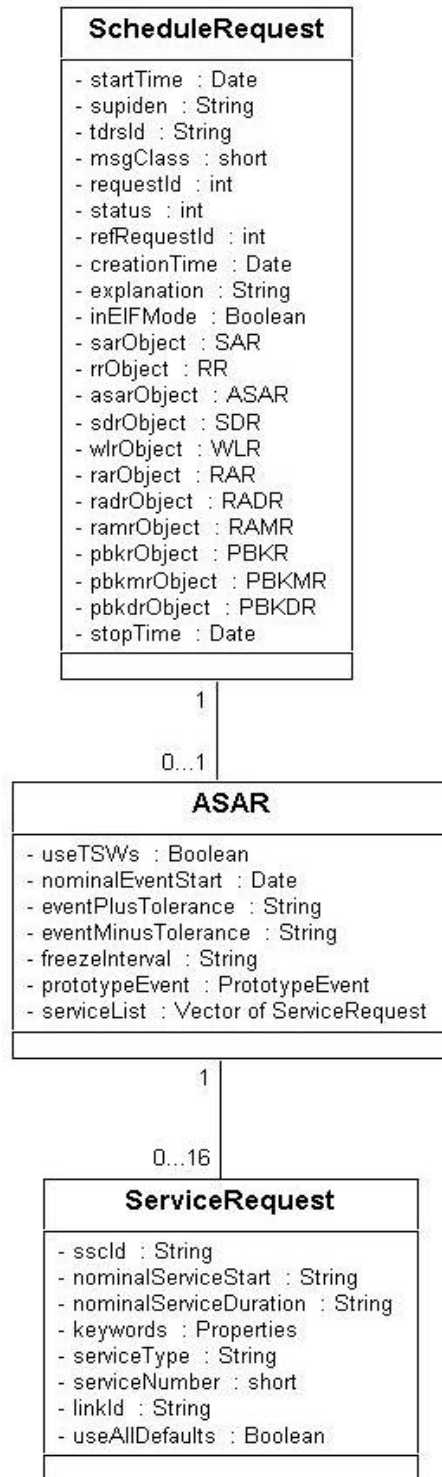 ScheduleRequest
- startTime : Date
- supiden : String
- tdrsId : String
- msgClass : short
- requestId : int
- status : int
- refRequestId : int
- creationTime : Date
- explanation : String
- inEIFMode : Boolean
- sarObject : SAR
- rrObject : RR
- asarObject : ASAR
- sdrObject : SDR
- wlrObject : WLR
- rarObject : RAR
- radrObject : RADR
- ramrObject : RAMR
- pbkrObject : PBKR
- pbkmrObject : PBKMR
- pbkdrObject : PBKDR
- stopTime : Date
1
0...1
ASAR
- useTSWs : Boolean
- nominalEventStart : Date
- eventPlusTolerance : String
- eventMinusTolerance : String
- freezeInterval : String
- prototypeEvent : PrototypeEvent
- serviceList : Vector of ServiceRequest
1
0...16
ServiceRequest
- sscId : String
- nominalServiceStart : String
- nominalServiceDuration : String
- keywords : Properties
- serviceType : String
- serviceNumber : short
- linkId : String
- useAllDefaults : Boolean